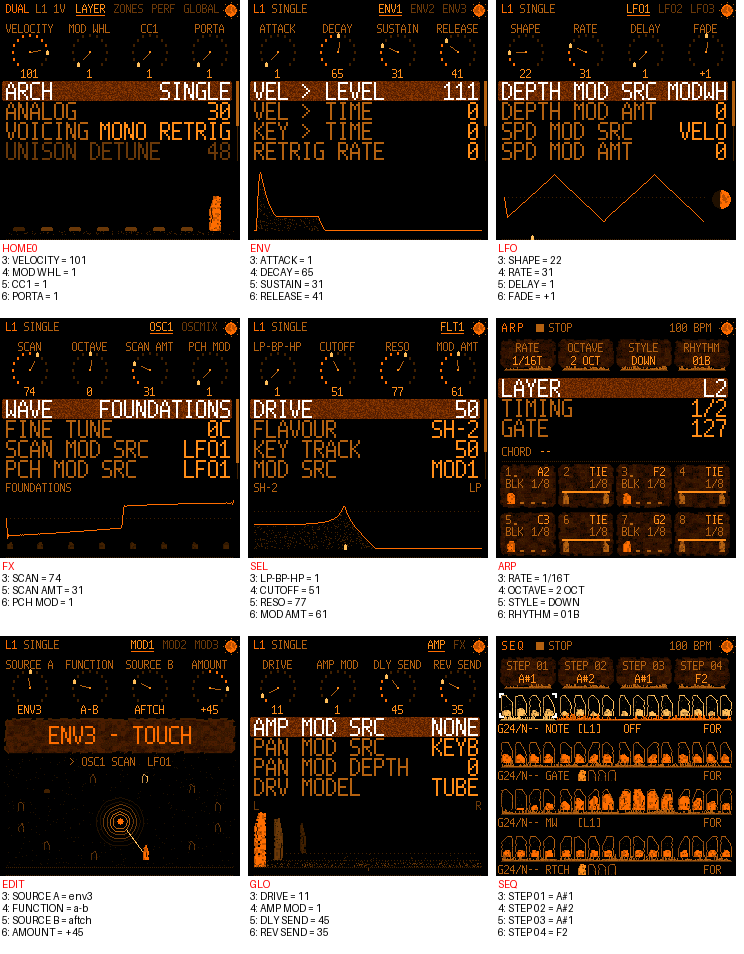 DUAL L1 1V LAYER ZONES PERF GLOBAL
VELOCITY MOD WHL CC1 PORTA
101 1 1 1
ARCH SINGLE
ANALOG 30
VOICING MONO RETRIG
UNISON DETUNE 48
HOME0
3: VELOCITY = 101
4: MOD WHL = 1
5: CC1 = 1
6: PORTA = 1
L1 SINGLE ENV1 ENV2 ENV3
ATTACK DECAY SUSTAIN RELEASE
1 65 31 41
VEL > LEVEL 111
VEL > TIME 0
KEY > TIME 0
RETRIG RATE 0
ENV
3: ATTACK = 1
4: DECAY = 65
5: SUSTAIN = 31
6: RELEASE = 41
L1 SINGLE LFO1 LFO2 LFO3
SHAPE RATE DELAY FADE
22 31 1 +1
DEPTH MOD SRC MODWH
DEPTH MOD AMT 0
SPD MOD SRC VELO
SPD MOD AMT 0
LFO
3: SHAPE = 22
4: RATE = 31
5: DELAY = 1
6: FADE = +1
L1 SINGLE OSC1 OSCMIX
SCAN OCTAVE SCAN AMT PCH MOD
74 0 31 1
WAVE FOUNDATIONS
FINE TUNE 0C
SCAN MOD SRC LFO1
PCH MOD SRC LFO1
FOUNDATIONS
FX
3: SCAN = 74
5: SCAN AMT = 31
6: PCH MOD = 1
L1 SINGLE FLT1
LP-BP-HP CUTOFF RESO MOD AMT
1 51 77 61
DRIVE 50
FLAVOUR SH-2
KEY TRACK 50
MOD SRC MOD1
SH-2 LP
SEL
3: LP-BP-HP = 1
4: CUTOFF = 51
5: RESO = 77
6: MOD AMT = 61
ARP STOP 100 BPM
RATE OCTAVE STYLE RHYTHM
1/16T 2 OCT DOWN 01B
LAYER L2
TIMING 1/2
GATE 127
CHORD --
1. A2 2 TIE 3. F2 4 TIE
BLK 1/8 1/8 BLK 1/8 1/8
5. C3 6 TIE 7. G2 8 TIE
BLK 1/8 1/8 BLK 1/8 1/8
ARP
3: RATE = 1/16T
4: OCTAVE = 2 OCT
5: STYLE = DOWN
6: RHYTHM = 01B
L1 SINGLE MOD1 MOD2 MOD3
SOURCE A FUNCTION SOURCE B AMOUNT
ENV3 A-B AFTCH +45
ENV3 - TOUCH
> OSC1 SCAN LFO1
EDIT
3: SOURCE A = env3
4: FUNCTION = a-b
5: SOURCE B = aftch
6: AMOUNT = +45
L1 SINGLE AMP FX
DRIVE AMP MOD DLY SEND REV SEND
11 1 45 35
AMP MOD SRC NONE
PAN MOD SRC KEYB
PAN MOD DEPTH 0
DRV MODEL TUBE
L R
GLO
3: DRIVE = 11
4: AMP MOD = 1
5: DLY SEND = 45
6: REV SEND = 35
SEQ STOP 100 BPM
STEP 01 STEP 02 STEP 03 STEP 04
A#1 A#2 A#1 F2
G24/N-- NOTE [L1] OFF FOR
G24/N-- GATE FOR
G24/N-- MW [L1] FOR
G24/N-- RTCH FOR
SEQ
3: STEP 01 = A#1
4: STEP 02 = A#2
5: STEP 03 = A#1
6: STEP 04 = F2